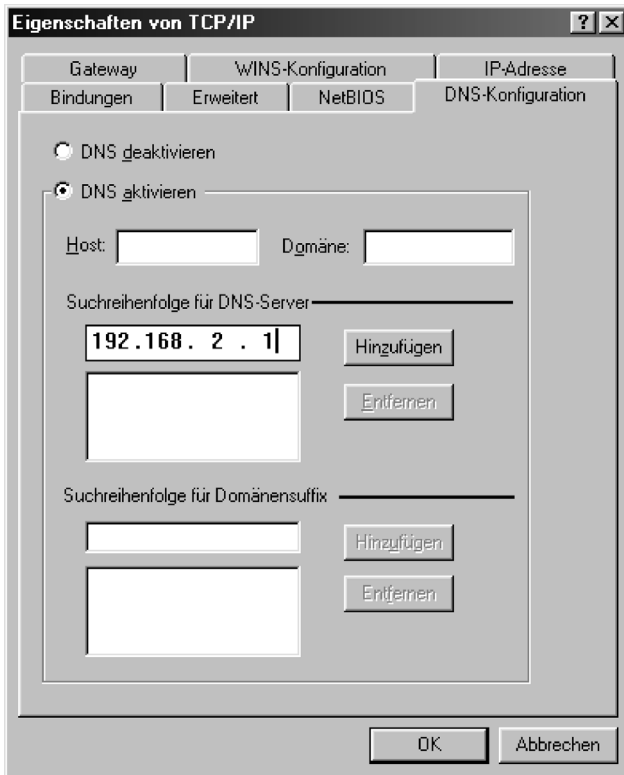 Eigenschaften von TCP/IP
Gateway WINS-Konfiguration IP-Adresse
Bindungen Erweitert NetBIOS DNS-Konfiguration
DNS deaktivieren
DNS aktivieren
Host: Domäne:
Suchreihenfolge für DNS-Server
192.168. 2 . 1 Hinzufügen
Entfernen
Suchreihenfolge für Domänensuffix
Hinzufügen
Entfernen
OK Abbrechen